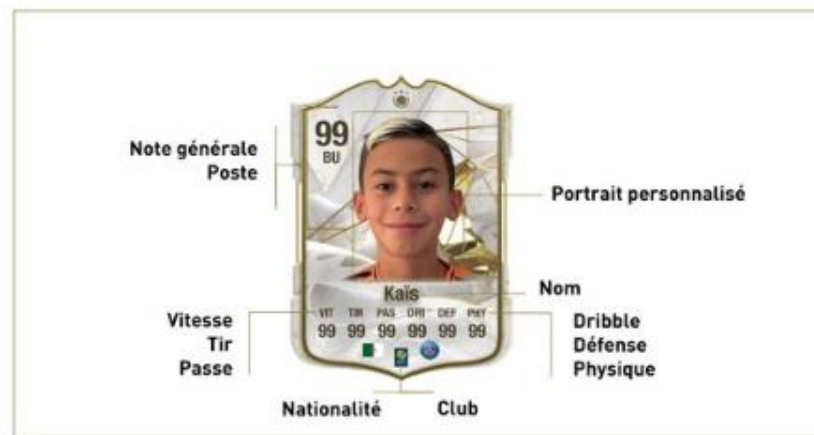 99
BU
Note générale
Poste
Portrait personnalisé
Kaïs
Nom
VIT TIR PAS DRI DEF PHY
99 99 99 99 99 99
Vitesse
Tir
Passe
Dribble
Défense
Physique
Nationalité
Club